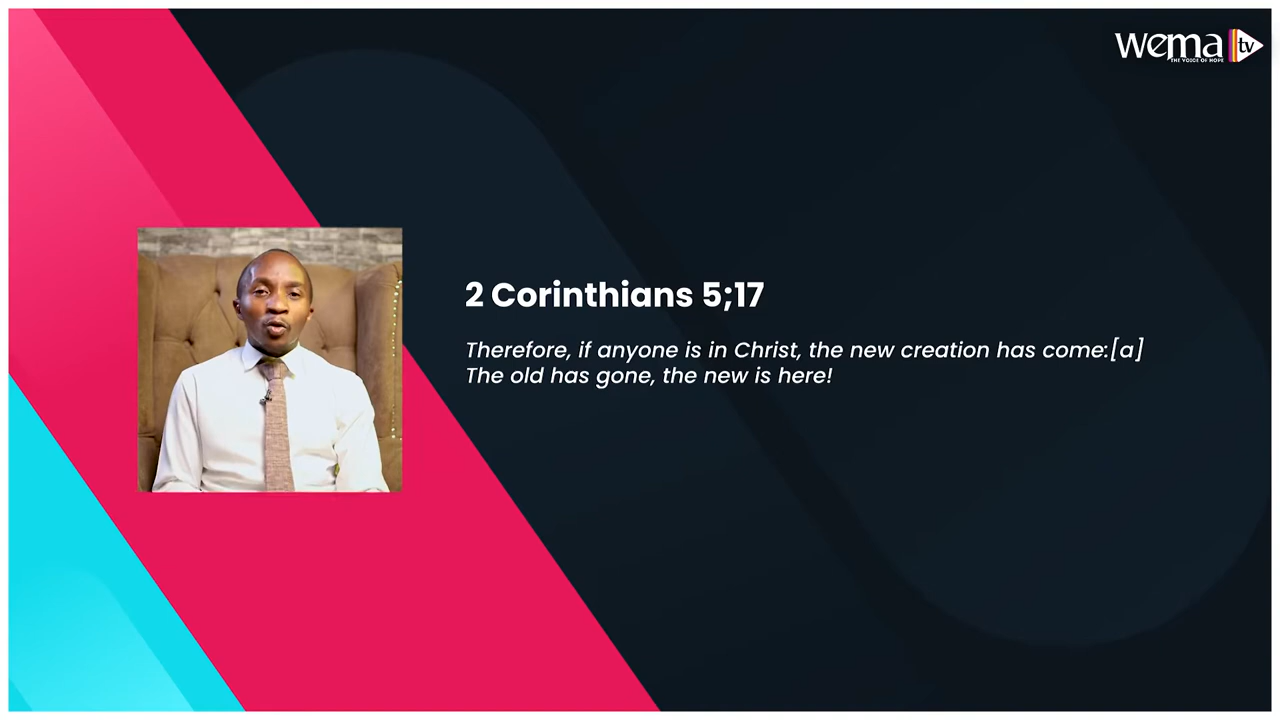 wema tv
THE VOICE OF HOPE
2 Corinthians 5;17
Therefore, if anyone is in Christ, the new creation has come:[a]
The old has gone, the new is here!